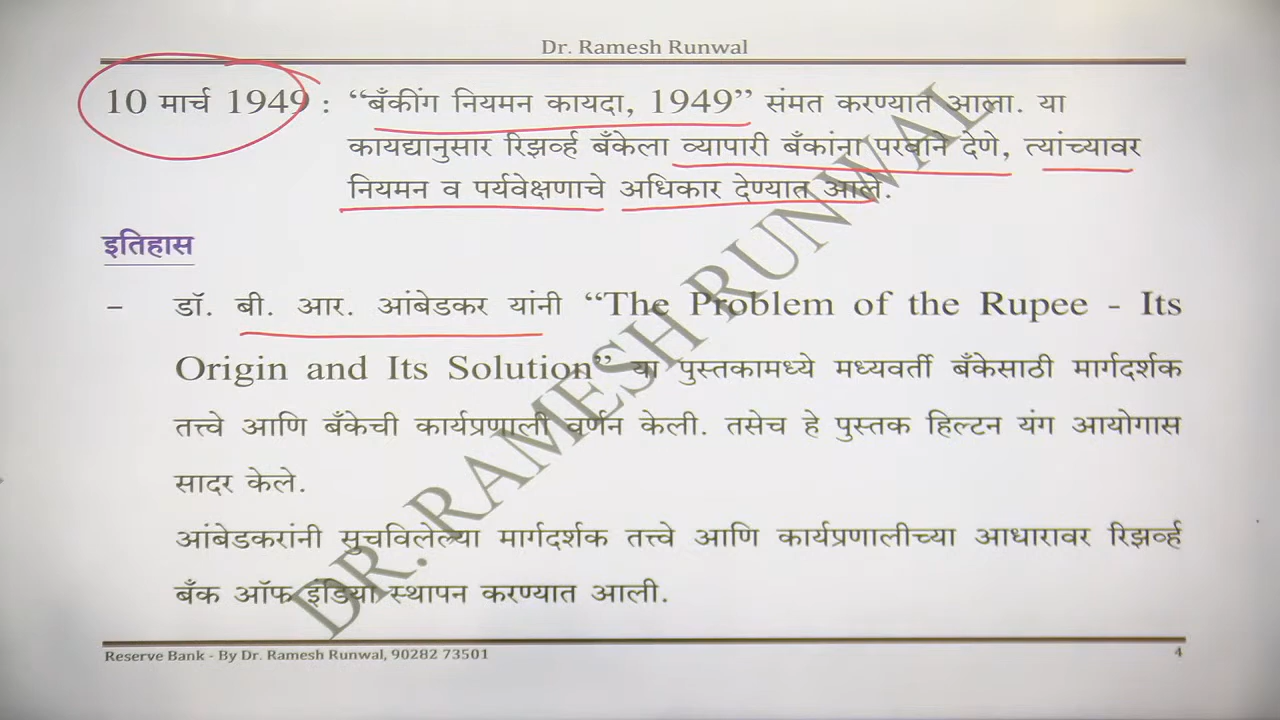 Dr. Ramesh Runwal
10 मार्च 1949 : “बँकींग नियमन कायदा, 1949” संमत करण्यात आला. या
कायद्यानुसार रिझर्व्ह बँकेला व्यापारी बँकांना परवाने देणे, त्यांच्यावर
नियमन व पर्यवेक्षणाचे अधिकार देण्यात आले.
इतिहास
– डॉ. बी. आर. आंबेडकर यांनी “The Problem of the Rupee - Its
Origin and Its Solution” या पुस्तकामध्ये मध्यवर्ती बँकेसाठी मार्गदर्शक
तत्त्वे आणि बँकेची कार्यप्रणाली वर्णन केली. तसेच हे पुस्तक हिल्टन यंग आयोगास
सादर केले.
आंबेडकरांनी सुचविलेल्या मार्गदर्शक तत्त्वे आणि कार्यप्रणालीच्या आधारावर रिझर्व्ह
बँक ऑफ इंडिया स्थापन करण्यात आली.
DR. RAMESH RUNWAL
Reserve Bank - By Dr. Ramesh Runwal, 90282 73501 4